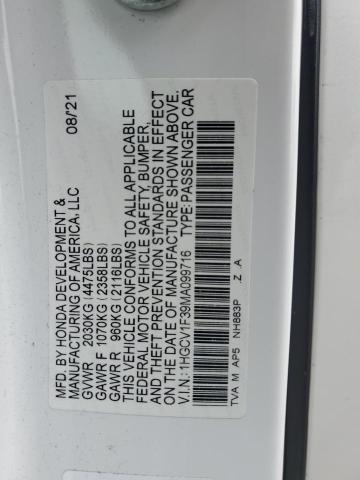 MFD. BY HONDA DEVELOPMENT & 08/21
MANUFACTURING OF AMERICA, LLC
GVWR 2030KG (4475LBS)
GAWR F 1070KG (2358LBS)
GAWR R 960KG (2116LBS)
THIS VEHICLE CONFORMS TO ALL APPLICABLE
FEDERAL MOTOR VEHICLE SAFETY, BUMPER,
AND THEFT PREVENTION STANDARDS IN EFFECT
ON THE DATE OF MANUFACTURE SHOWN ABOVE.
V.I.N.: 1HGCV1F39MA099716 TYPE: PASSENGER CAR
TVA M AP5 NH883P .Z .A